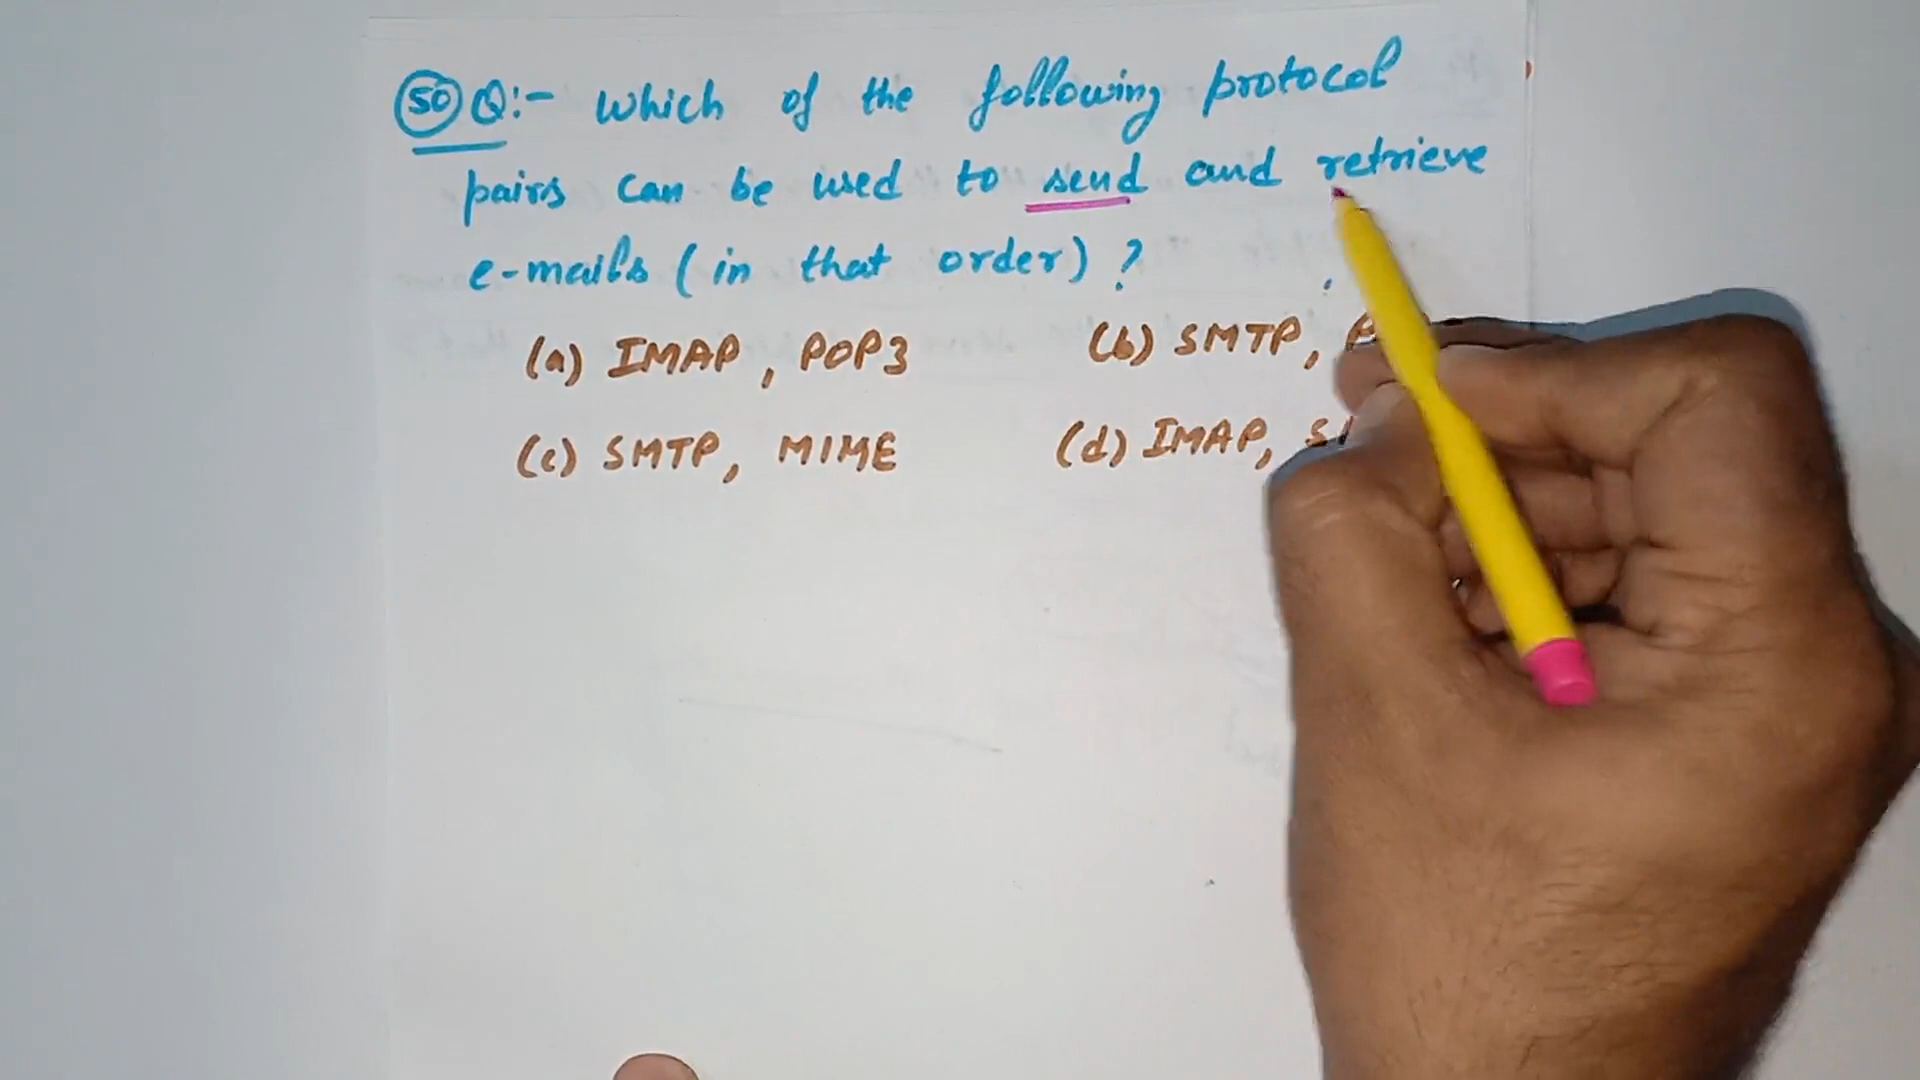 50 Q:- Which of the following protocol
pairs can be used to send and retrieve
e-mails (in that order) ?
(a) IMAP, POP3 (b) SMTP,
(c) SMTP, MIME (d) IMAP,